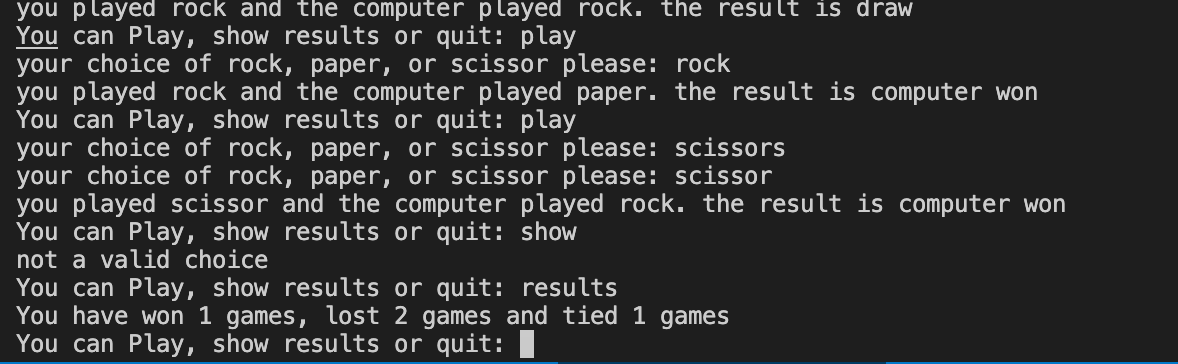 you played rock and the computer played rock. the result is draw
You can Play, show results or quit: play
your choice of rock, paper, or scissor please: rock
you played rock and the computer played paper. the result is computer won
You can Play, show results or quit: play
your choice of rock, paper, or scissor please: scissors
your choice of rock, paper, or scissor please: scissor
you played scissor and the computer played rock. the result is computer won
You can Play, show results or quit: show
not a valid choice
You can Play, show results or quit: results
You have won 1 games, lost 2 games and tied 1 games
You can Play, show results or quit: